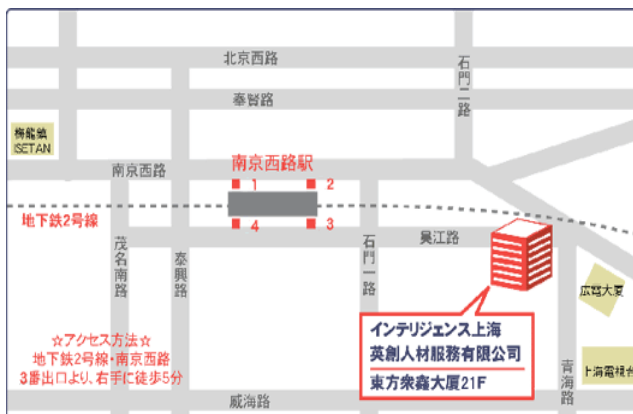 北京西路
石門二路
奉賢路
梅龍鎮
ISETAN
南京西路
南京西路駅
1
2
地下鉄2号線
4
3
呉江路
茂名南路
泰興路
石門一路
広電大厦
☆アクセス方法☆
地下鉄2号線・南京西路
3番出口より、右手に徒歩5分
インテリジェンス上海
英創人材服務有限公司
東方衆鑫大厦21F
青海路
上海電視台
威海路